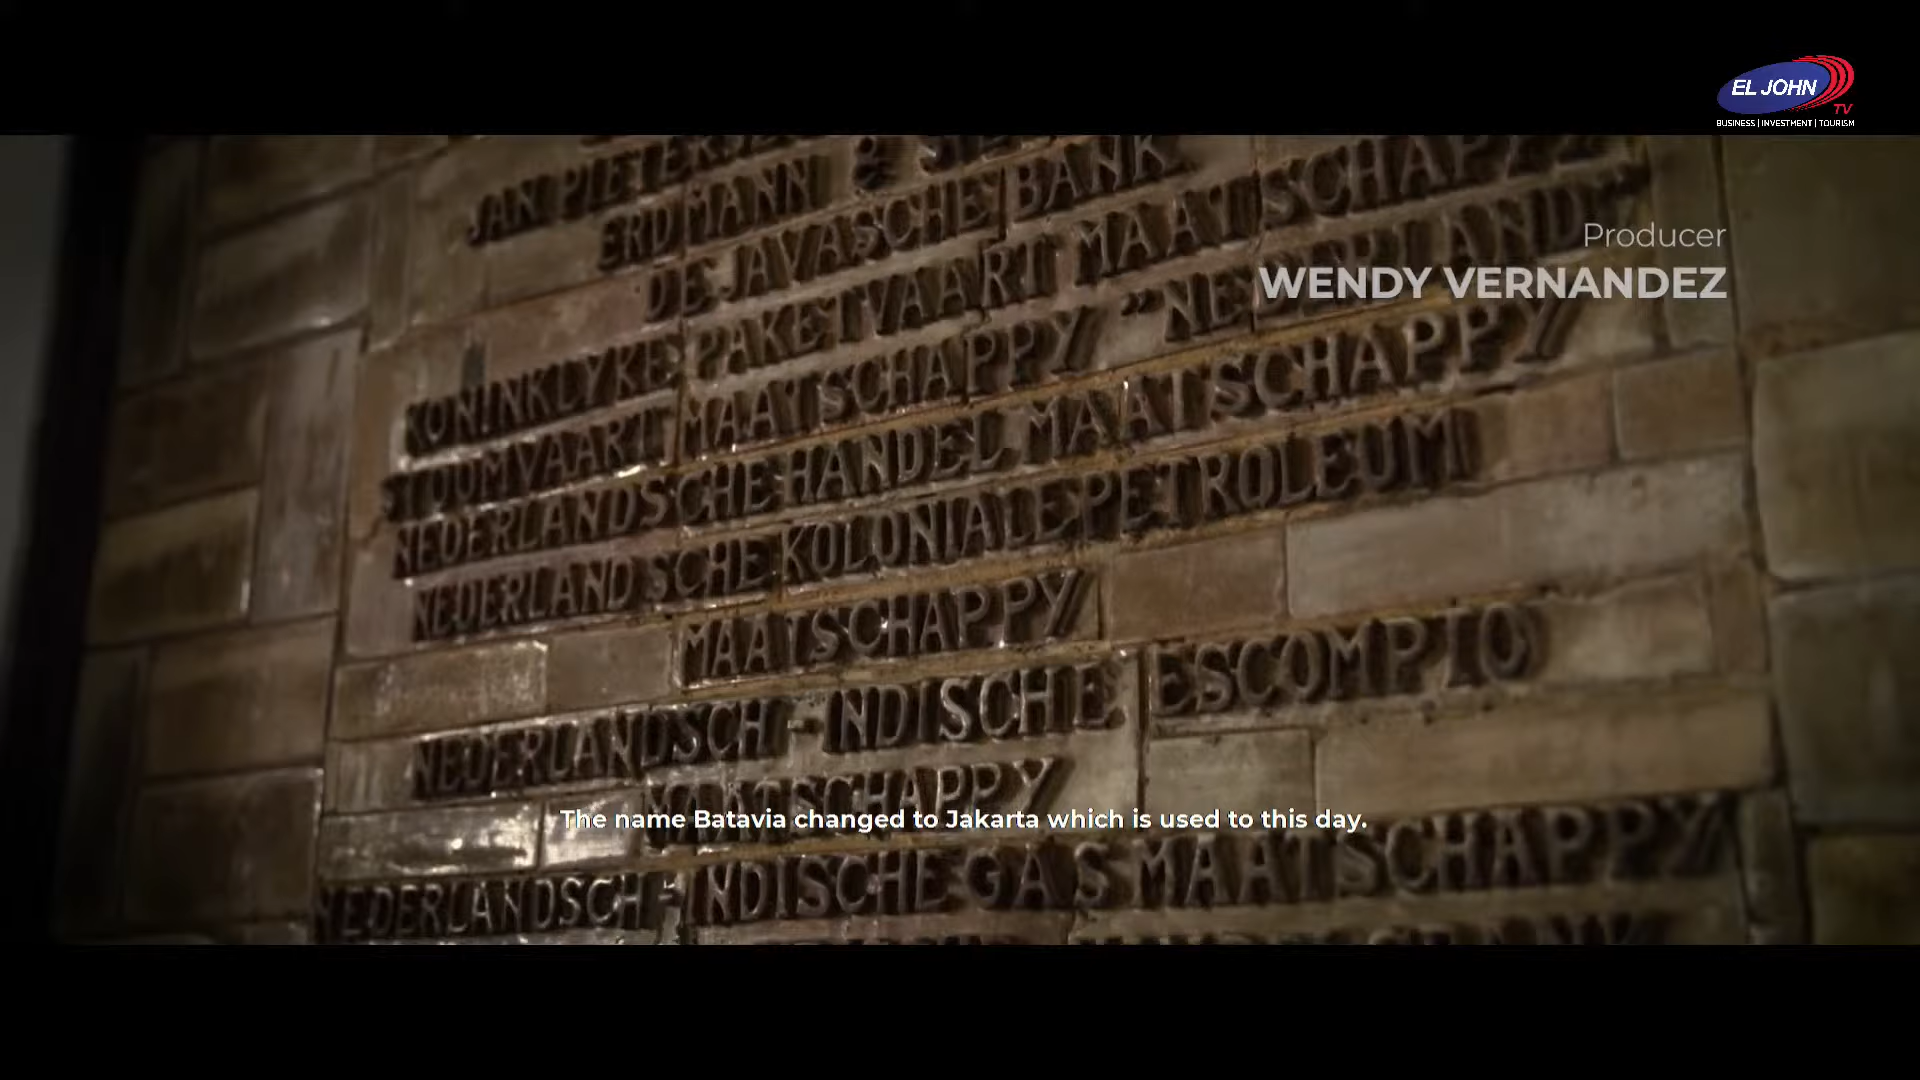 EL JOHN
TV
BUSINESS | INVESTMENT | TOURISM
Producer
WENDY VERNANDEZ
JAN PIETER
ERDMANN &
DE JAVASCHE BANK
KONINKLYKE PAKETVAART MAATSCHAPPY
STOOMVAART MAATSCHAPPY "NEDERLAND"
NEDERLANDSCHE HANDEL MAATSCHAPPY
NEDERLANDSCHE KOLONIALE PETROLEUM
MAATSCHAPPY
NEDERLANDSCH-INDISCHE ESCOMPTO
MAATSCHAPPY
The name Batavia changed to Jakarta which is used to this day.
NEDERLANDSCH-INDISCHE GAS MAATSCHAPPY